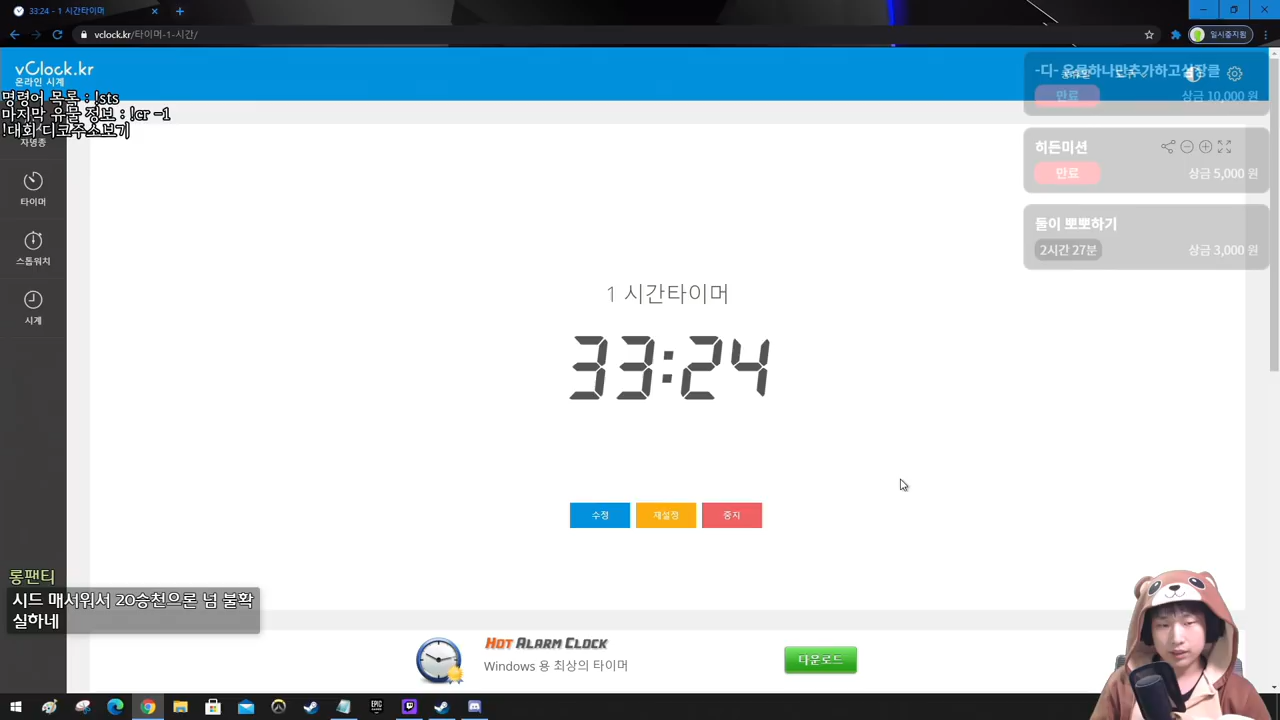 33:24 - 1 시간타이머
vclock.kr/타이머-1-시간/
일시중지됨
vClock.kr
온라인 시계
명령어 목록 : !sts
마지막 유물 정보 : !cr -1
!대회 디코주소보기
자명종
타이머
스톱워치
시계
만료
상금 10,000 원
히든미션
만료
상금 5,000 원
둘이 뽀뽀하기
2시간 27분
상금 3,000 원
1 시간타이머
33:24
수정
재설정
중지
롱팬티
시드 매서워서 20승천으론 넘 불확
실하네
HOT ALARM CLOCK
Windows 용 최상의 타이머
다운로드